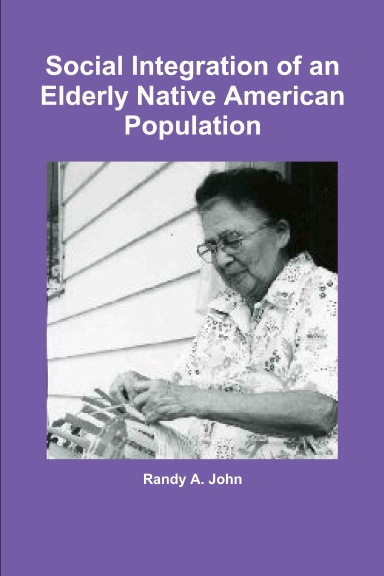 Social Integration of an
Elderly Native American
Population
Randy A. John